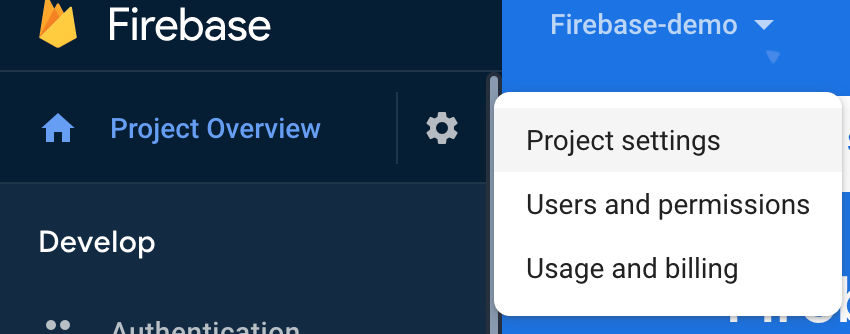 Firebase
Firebase-demo
Project Overview
Project settings
Users and permissions
Usage and billing
Develop
Authentication